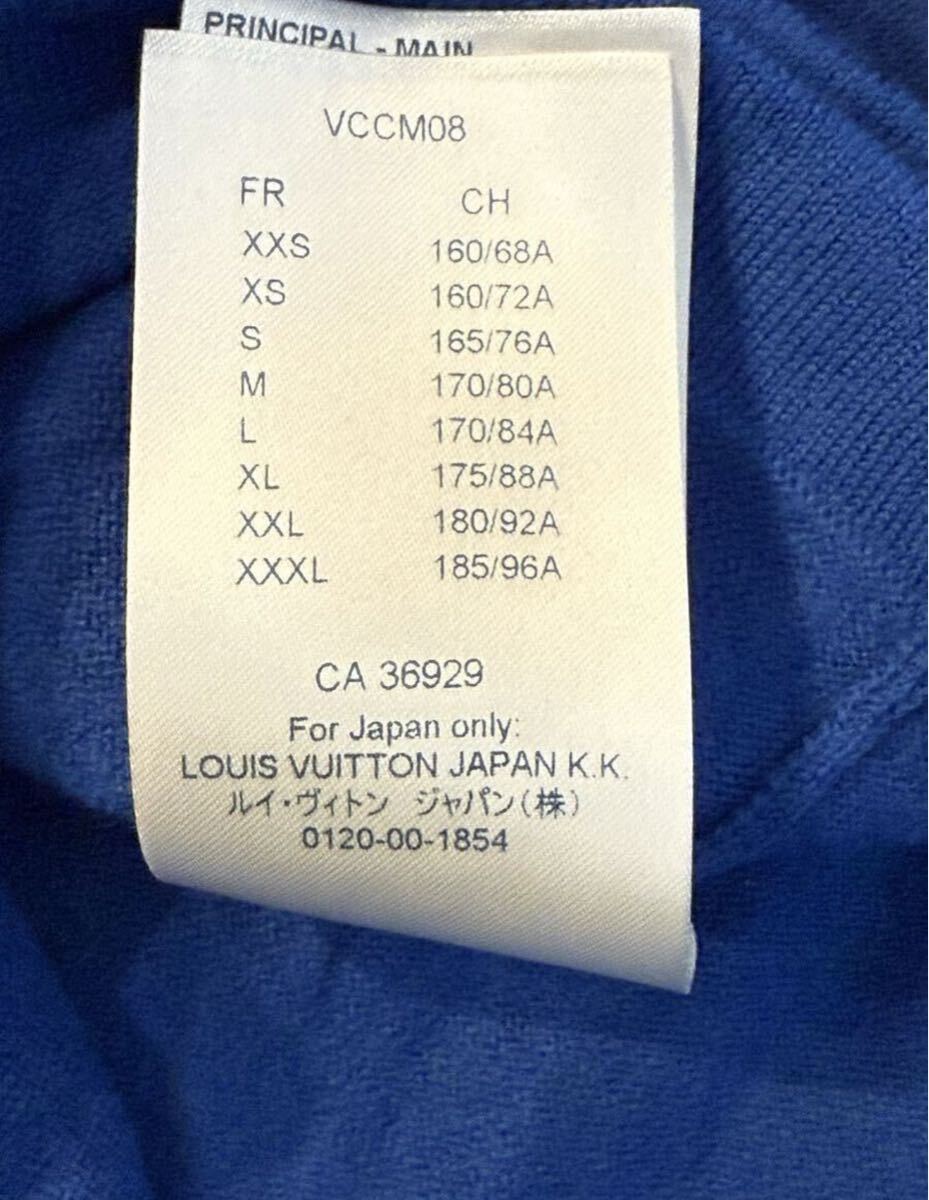 PRINCIPAL - MAIN
VCCM08
FR CH
XXS 160/68A
XS 160/72A
S 165/76A
M 170/80A
L 170/84A
XL 175/88A
XXL 180/92A
XXXL 185/96A
CA 36929
For Japan only:
LOUIS VUITTON JAPAN K.K.
ルイ・ヴィトン ジャパン(株)
0120-00-1854